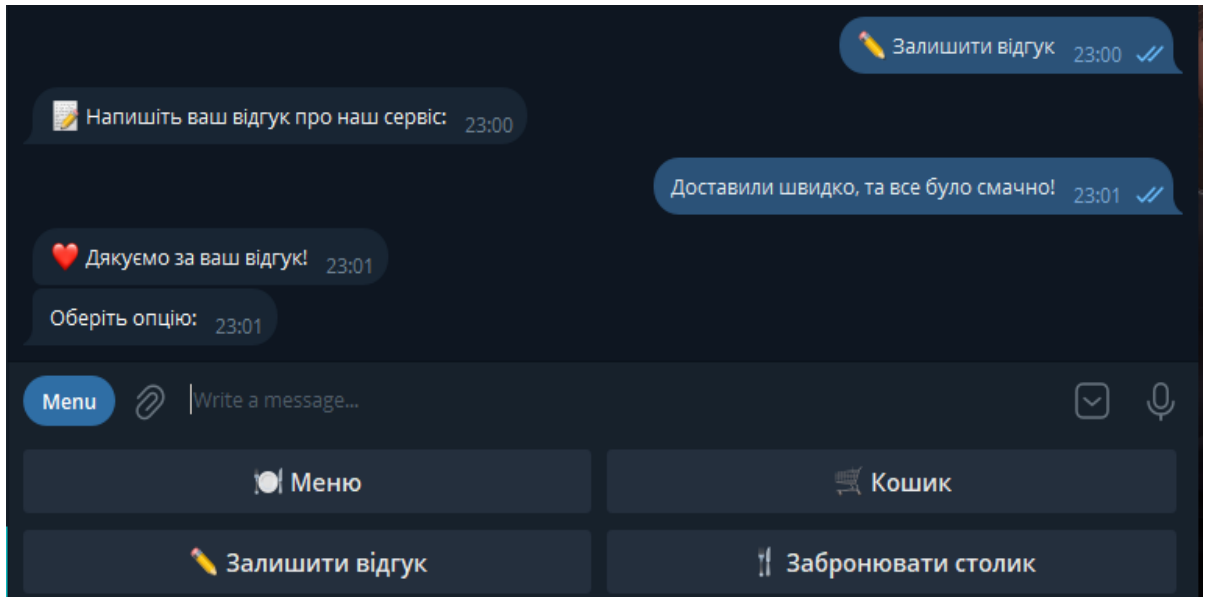 ✏️ Залишити відгук 23:00
📝 Напишіть ваш відгук про наш сервіс: 23:00
Доставили швидко, та все було смачно! 23:01
❤️ Дякуємо за ваш відгук! 23:01
Оберіть опцію: 23:01
Menu Write a message...
🍽️ Меню 🛒 Кошик
✏️ Залишити відгук 🍴 Забронювати столик